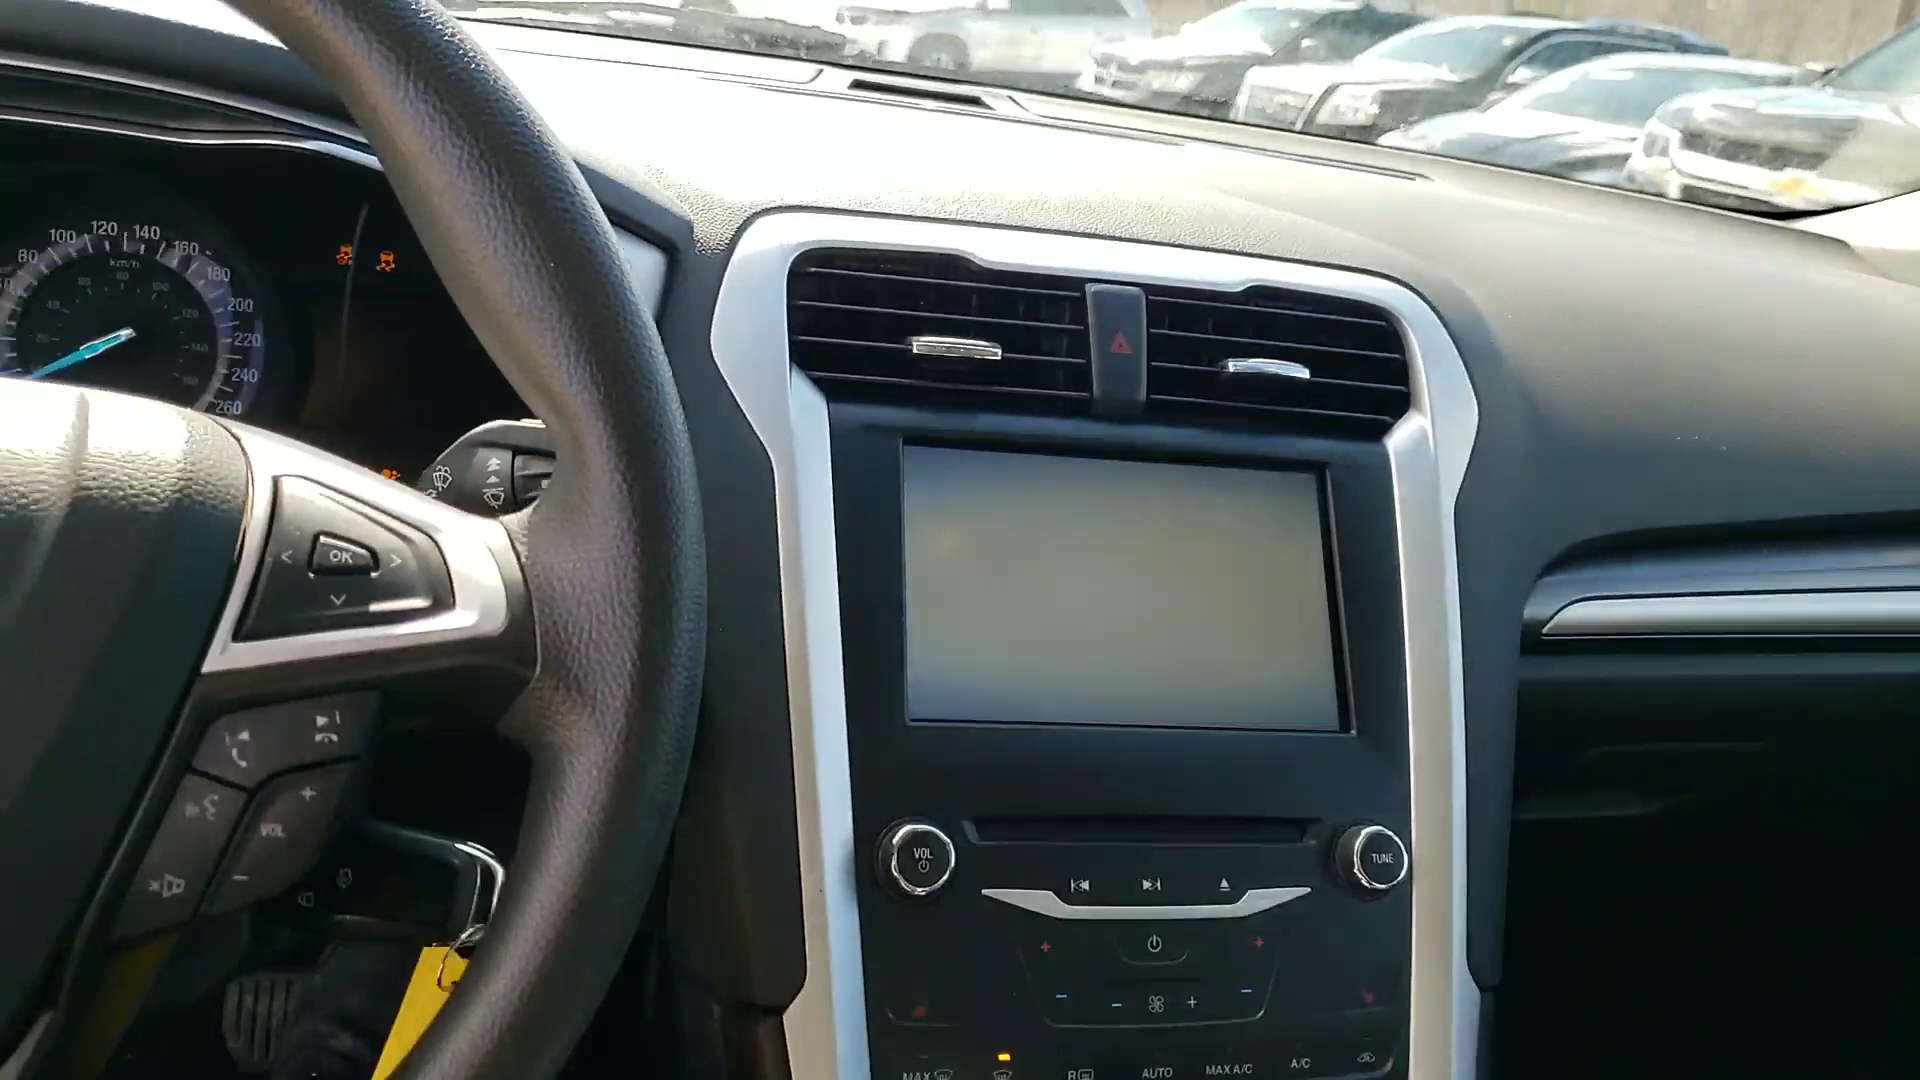 80 100 120 140 160 180 200 220 240 260
km/h
OK
VOL
VOL
TUNE
MAX
R
AUTO
MAX A/C
A/C